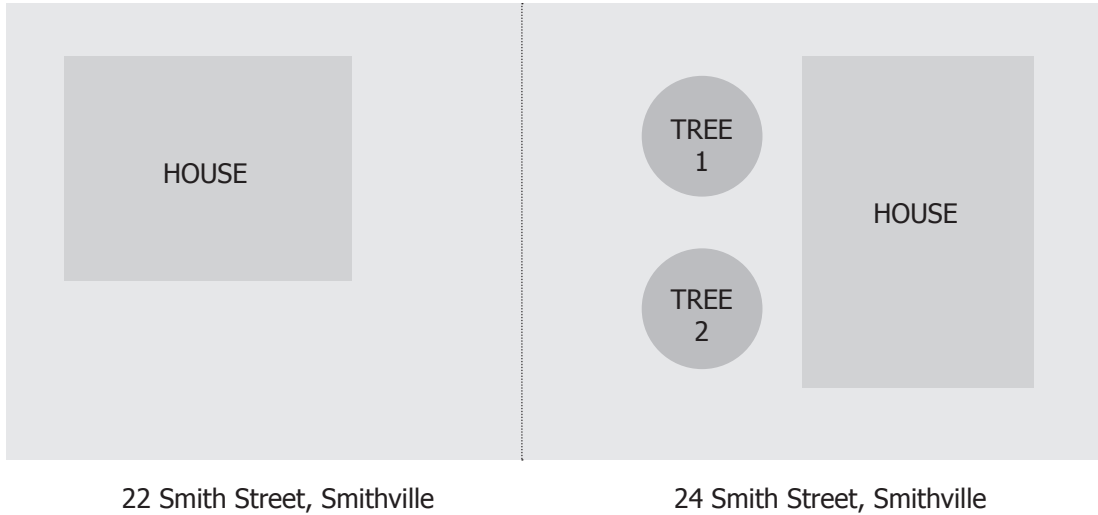 TREE
1
HOUSE
HOUSE
TREE
2
22 Smith Street, Smithville
24 Smith Street, Smithville